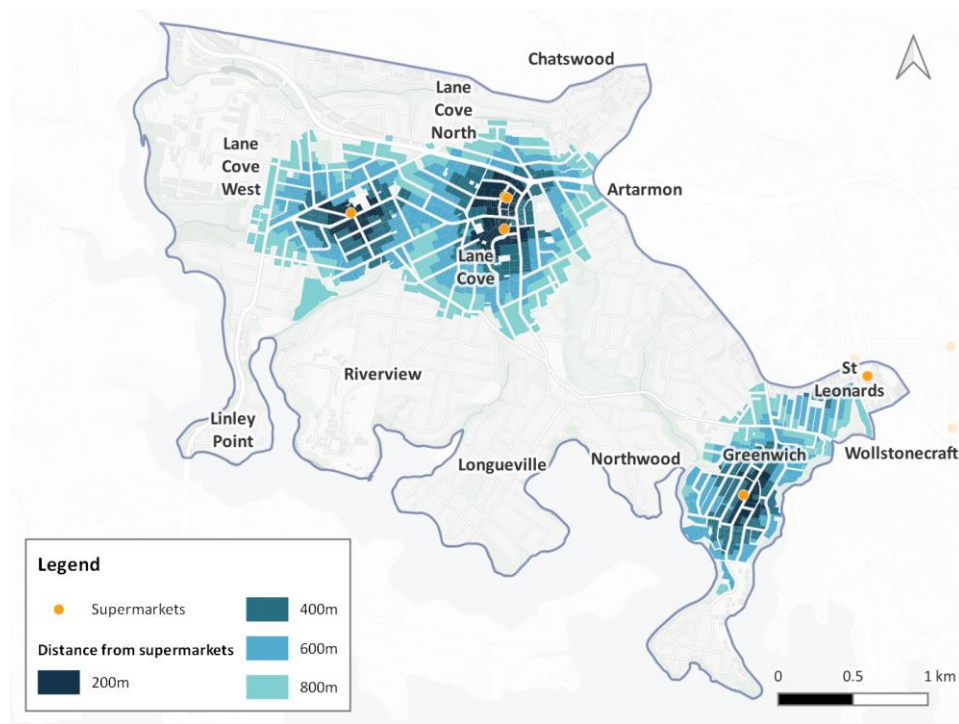 Chatswood
Lane
Cove
North
Lane
Cove
West
Artarmon
Lane
Cove
St
Leonards
Riverview
Linley
Point
Longueville
Northwood
Greenwich
Wollstonecraft
Legend
Supermarkets
Distance from supermarkets
200m
400m
600m
800m
0 0.5 1 km